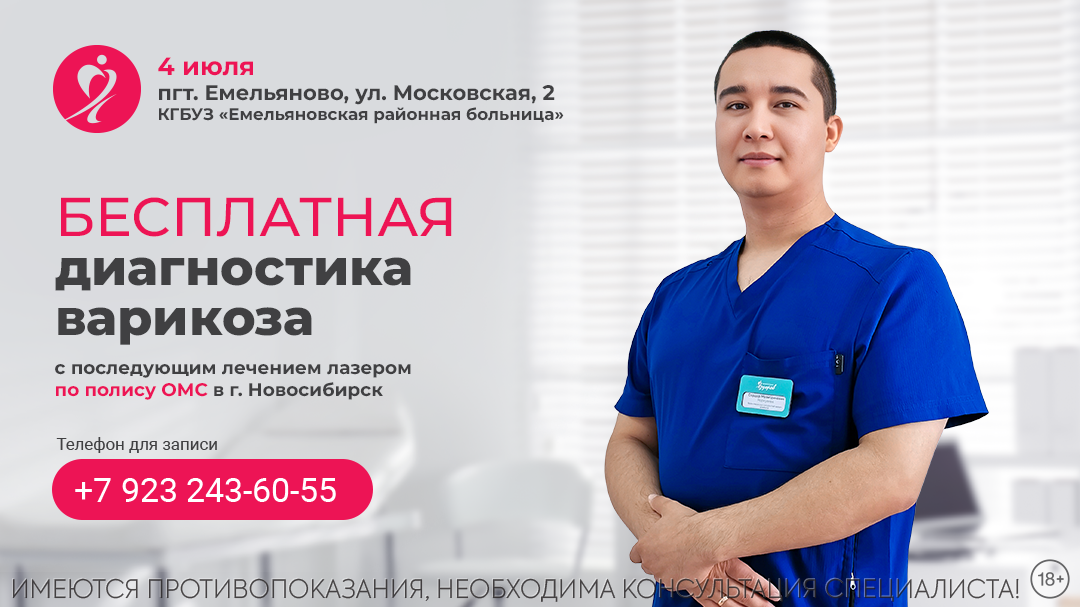 4 июля
пгт. Емельяново, ул. Московская, 2
КГБУЗ «Емельяновская районная больница»
БЕСПЛАТНАЯ
диагностика
варикоза
с последующим лечением лазером
по полису ОМС в г. Новосибирск
Телефон для записи
+7 923 243-60-55
ИМЕЮТСЯ ПРОТИВОПОКАЗАНИЯ, НЕОБХОДИМА КОНСУЛЬТАЦИЯ СПЕЦИАЛИСТА! 18+